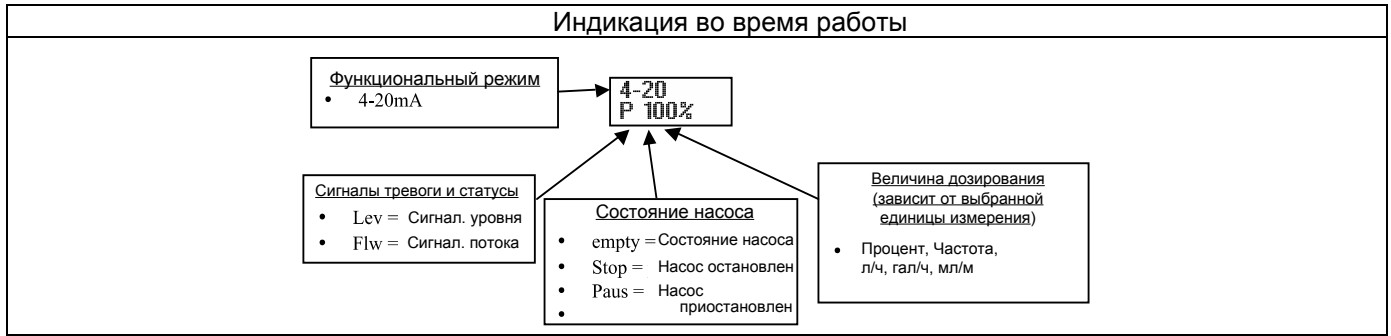 Индикация во время работы
Функциональный режим
• 4-20mA
4-20
P 100%
Сигналы тревоги и статусы
• Lev = Сигнал. уровня
• Flw = Сигнал. потока
Состояние насоса
• empty = Состояние насоса
• Stop = Насос остановлен
• Paus = Насос
приостановлен
•
Величина дозирования
(зависит от выбранной
единицы измерения)
• Процент, Частота,
л/ч, гал/ч, мл/м